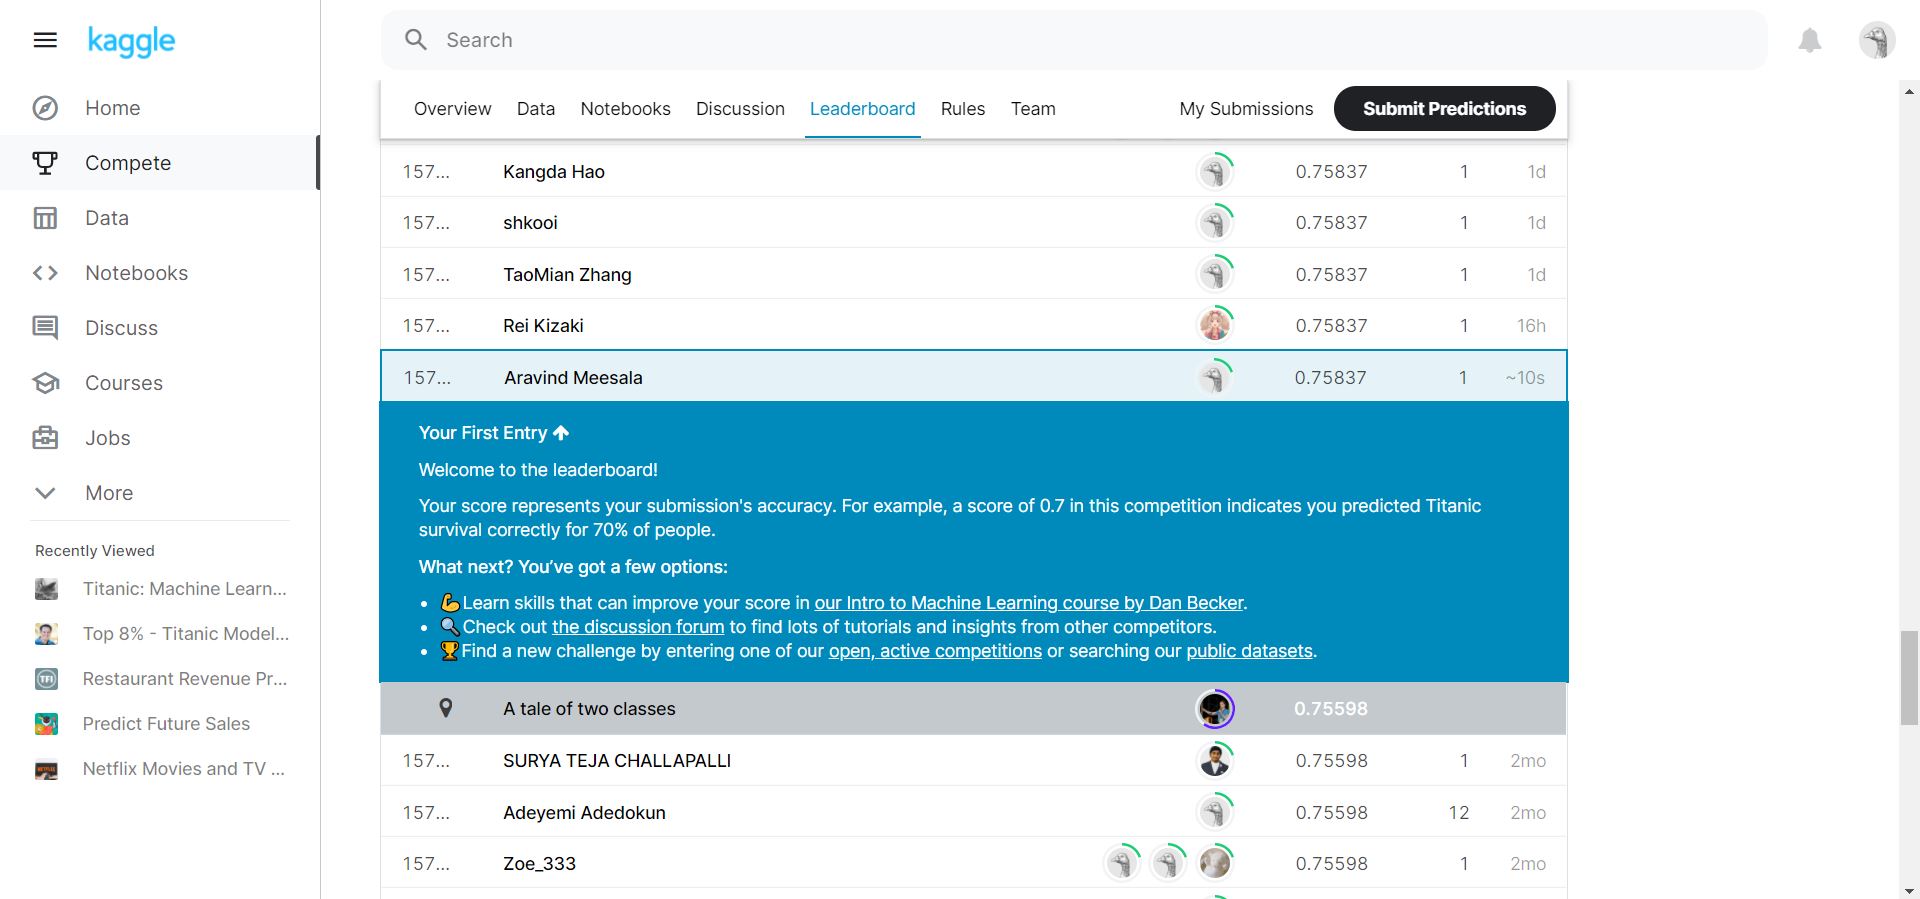 kaggle
Search
Home
Compete
Data
Notebooks
Discuss
Courses
Jobs
More
Recently Viewed
Titanic: Machine Learn...
Top 8% - Titanic Model...
Restaurant Revenue Pr...
Predict Future Sales
Netflix Movies and TV ...
Overview Data Notebooks Discussion Leaderboard Rules Team My Submissions Submit Predictions
157... Kangda Hao 0.75837 1 1d
157... shkooi 0.75837 1 1d
157... TaoMian Zhang 0.75837 1 1d
157... Rei Kizaki 0.75837 1 16h
157... Aravind Meesala 0.75837 1 ~10s
Your First Entry
Welcome to the leaderboard!
Your score represents your submission's accuracy. For example, a score of 0.7 in this competition indicates you predicted Titanic
survival correctly for 70% of people.
What next? You’ve got a few options:
• 💪Learn skills that can improve your score in our Intro to Machine Learning course by Dan Becker.
• 🔍Check out the discussion forum to find lots of tutorials and insights from other competitors.
• 🏆Find a new challenge by entering one of our open, active competitions or searching our public datasets.
A tale of two classes 0.75598
157... SURYA TEJA CHALLAPALLI 0.75598 1 2mo
157... Adeyemi Adedokun 0.75598 12 2mo
157... Zoe_333 0.75598 1 2mo
TFI